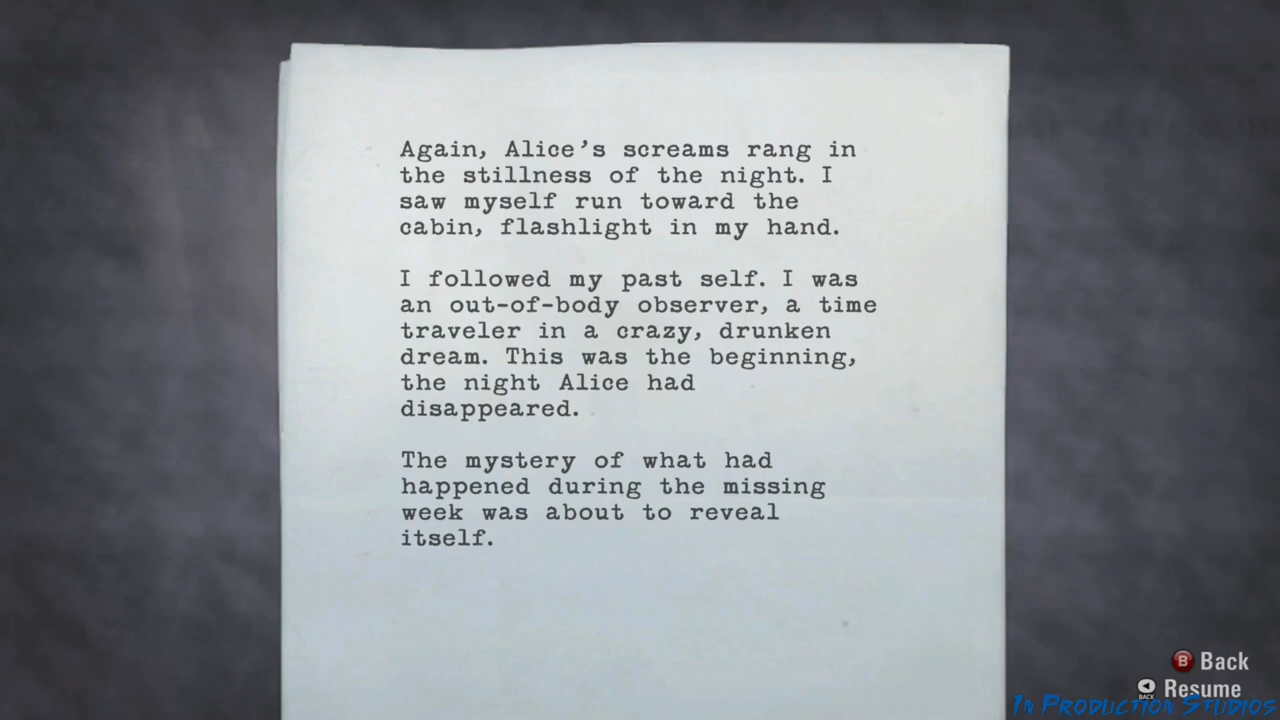 Again, Alice’s screams rang in
the stillness of the night. I
saw myself run toward the
cabin, flashlight in my hand.
I followed my past self. I was
an out-of-body observer, a time
traveler in a crazy, drunken
dream. This was the beginning,
the night Alice had
disappeared.
The mystery of what had
happened during the missing
week was about to reveal
itself.
B Back
BACK Resume
In Production Studios